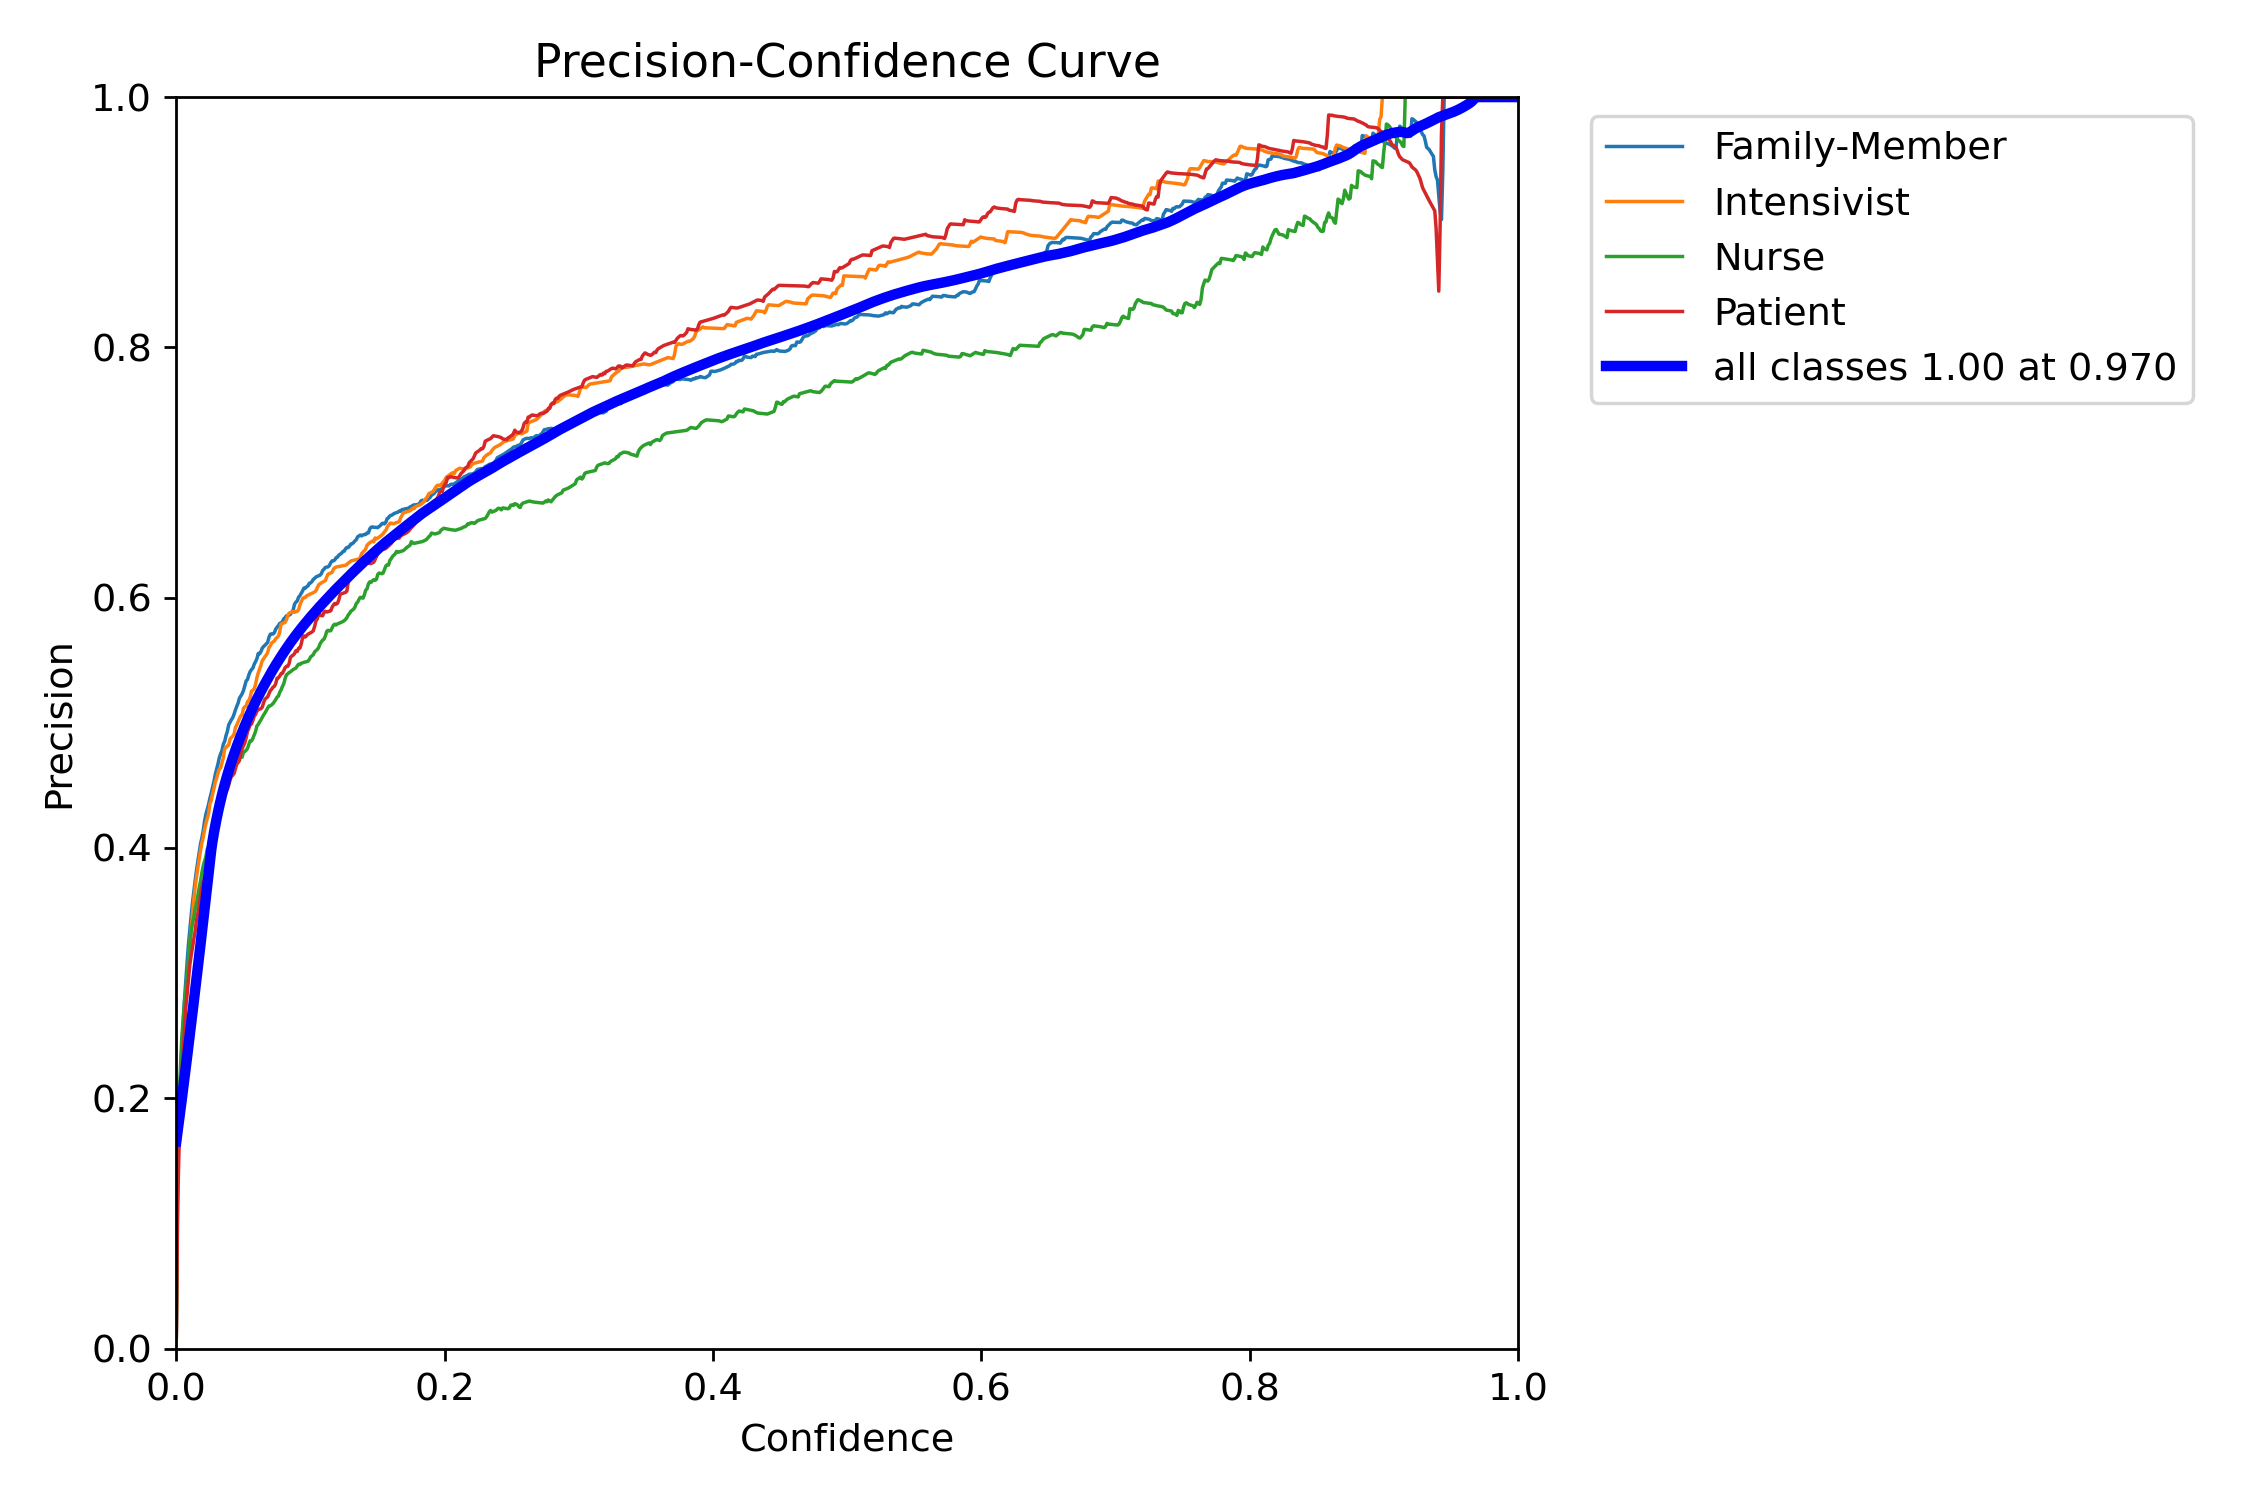 Precision-Confidence Curve
1.0
0.8
0.6
0.4
0.2
0.0
Precision
0.0 0.2 0.4 0.6 0.8 1.0
Confidence
Family-Member
Intensivist
Nurse
Patient
all classes 1.00 at 0.970